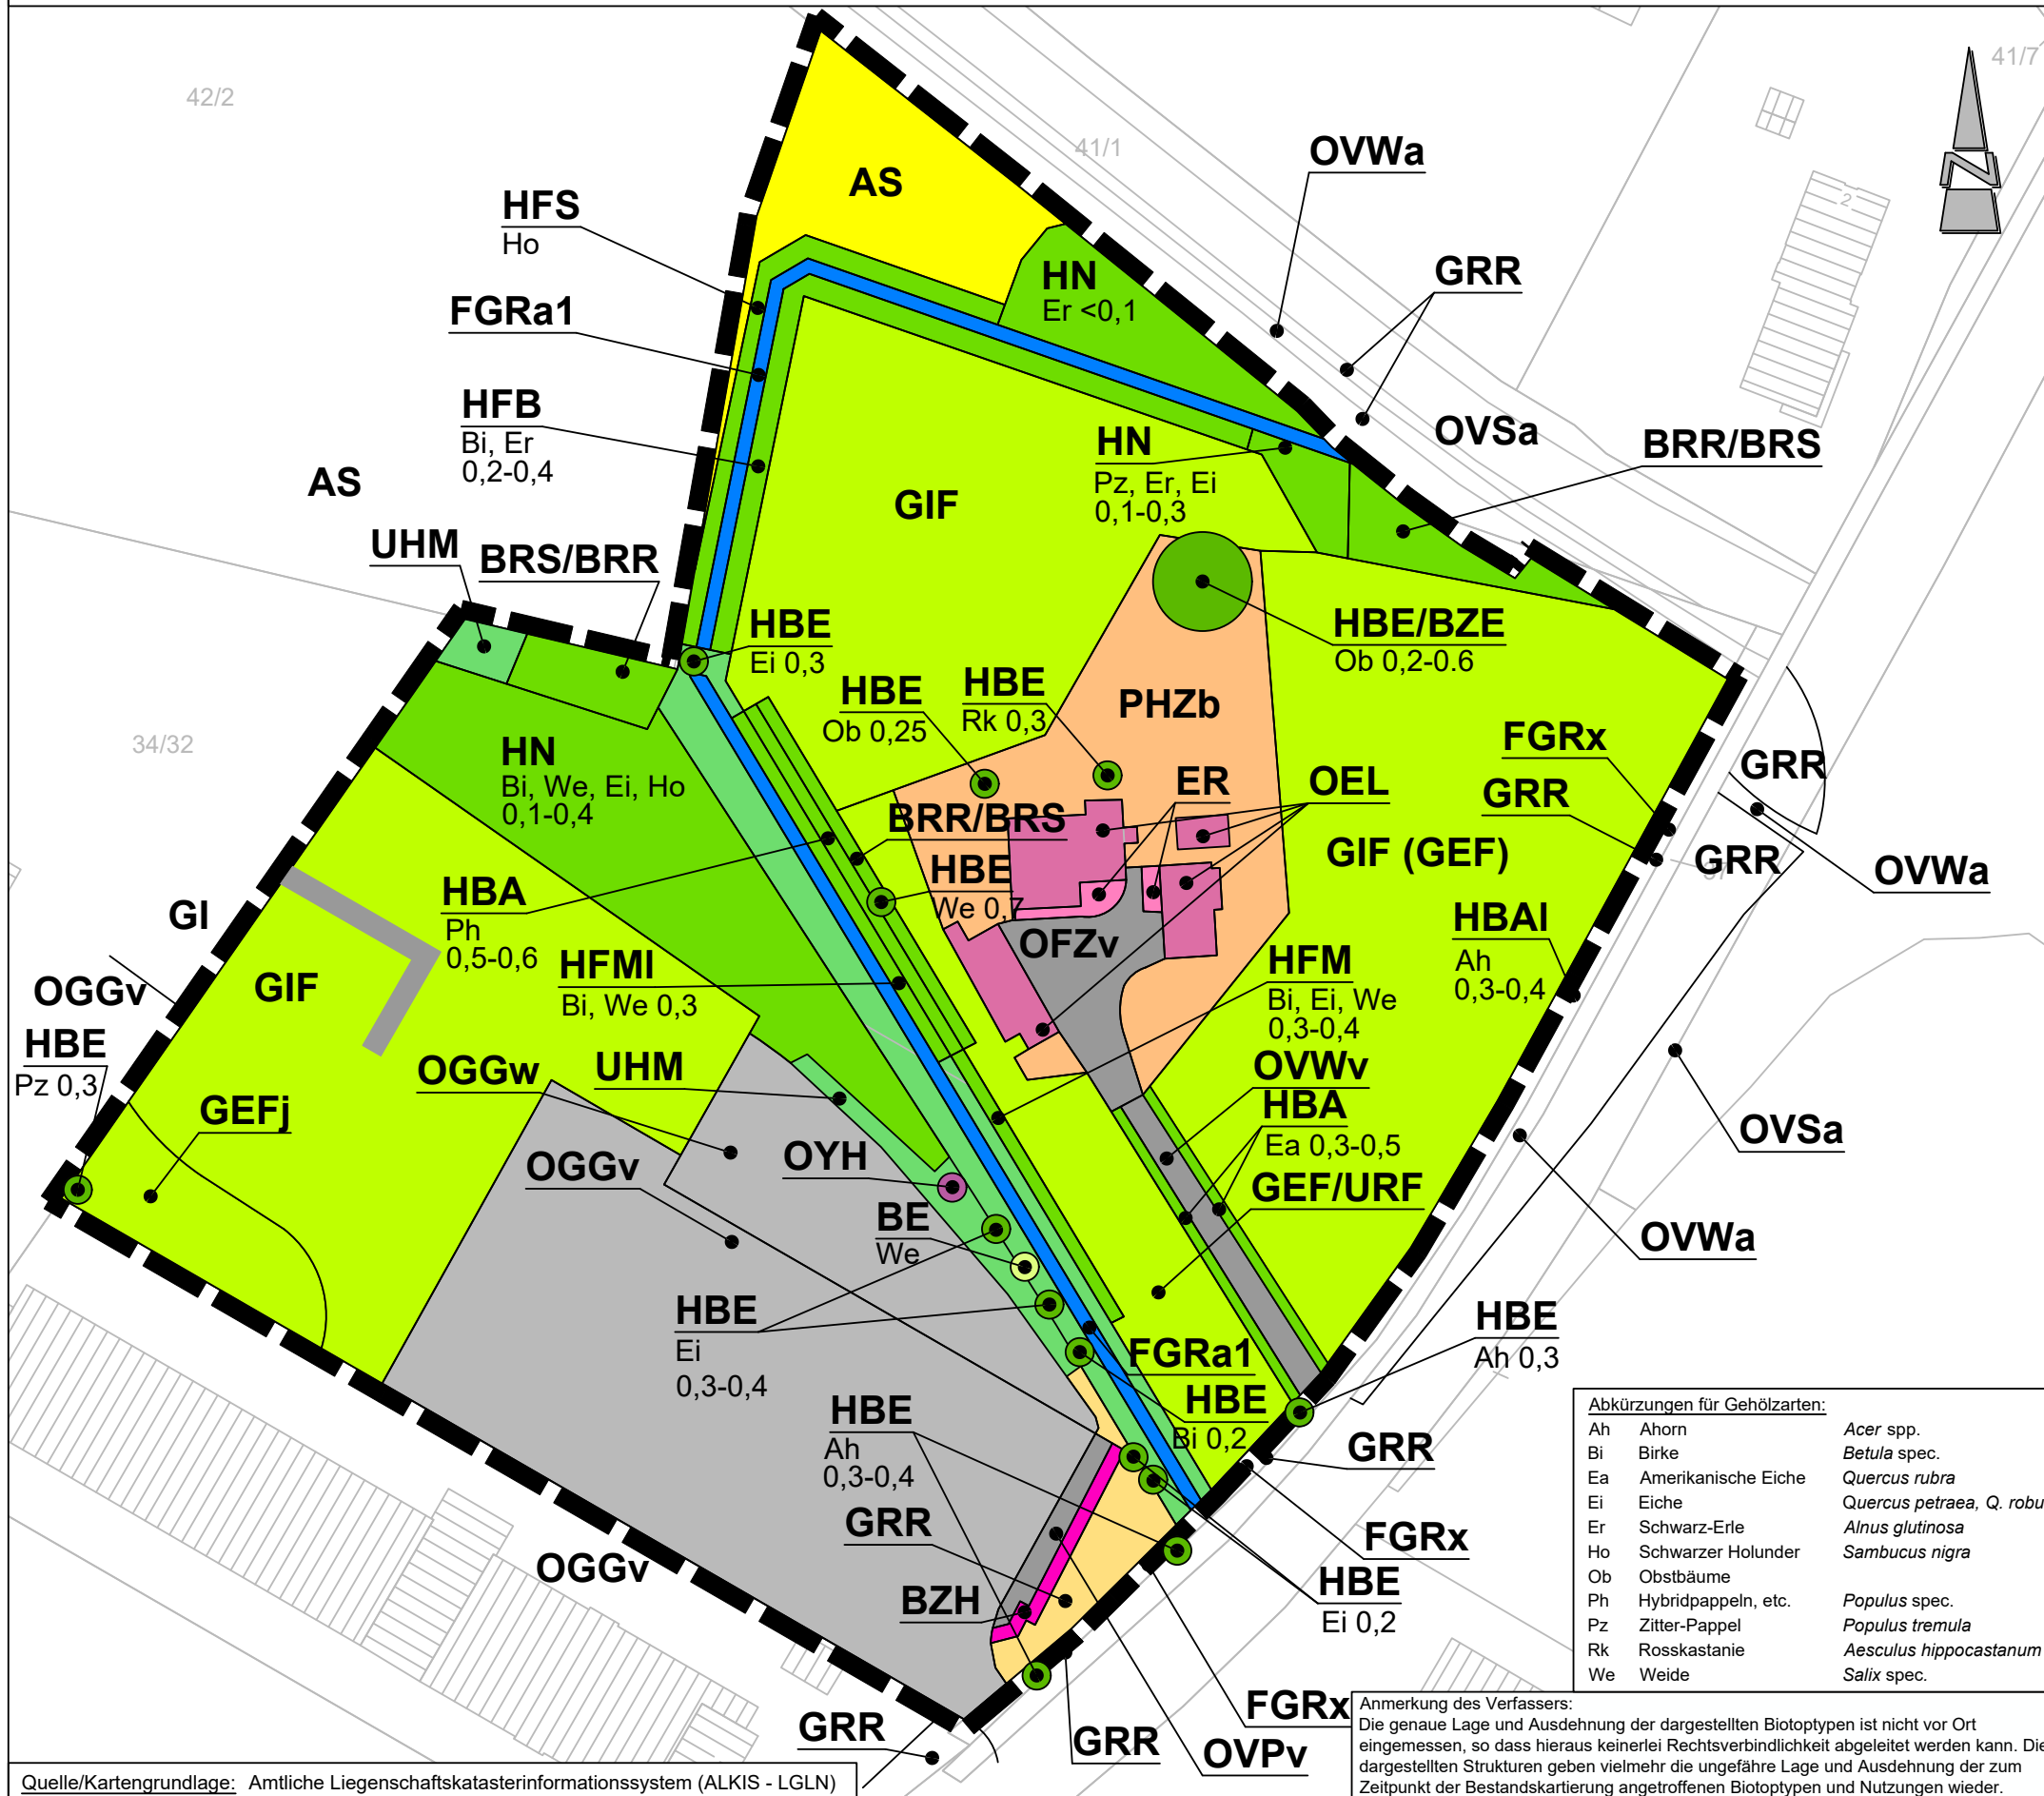 42/2
41/7
41/1
OVWa
2
AS
HFS
Ho
GRR
HN
Er <0,1
FGRa1
HFB
Bi, Er
0,2-0,4
HN
Pz, Er, Ei
0,1-0,3
OVSa
BRR/BRS
AS
GIF
UHM
BRS/BRR
HBE
Ei 0,3
HBE/BZE
Ob 0,2-0.6
HBE
Ob 0,25
HBE
Rk 0,3
PHZb
34/32
HN
Bi, We, Ei, Ho
0,1-0,4
FGRx
GRR
GRR
ER
OEL
BRR/BRS
GIF (GEF)
GRR
OVWa
HBE
We 0,7
HBA
Ph
0,5-0,6
GI
HBAI
Ah
0,3-0,4
OFZv
HFMI
Bi, We 0,3
HFM
Bi, Ei, We
0,3-0,4
OGGv
GIF
HBE
Pz 0,3
OGGw
UHM
OVWv
HBA
Ea 0,3-0,5
GEFj
OVSa
OGGv
OYH
GEF/URF
BE
We
OVWa
HBE
Ei
0,3-0,4
HBE
Ah 0,3
FGRa1
HBE
Bi 0,2
HBE
Ah
0,3-0,4
GRR
GRR
FGRx
OGGv
BZH
HBE
Ei 0,2
FGRx
GRR
GRR
OVPv
Abkürzungen für Gehölzarten:
Ah Ahorn Acer spp.
Bi Birke Betula spec.
Ea Amerikanische Eiche Quercus rubra
Ei Eiche Quercus petraea, Q. robu
Er Schwarz-Erle Alnus glutinosa
Ho Schwarzer Holunder Sambucus nigra
Ob Obstbäume
Ph Hybridpappeln, etc. Populus spec.
Pz Zitter-Pappel Populus tremula
Rk Rosskastanie Aesculus hippocastanum
We Weide Salix spec.
Anmerkung des Verfassers:
Die genaue Lage und Ausdehnung der dargestellten Biotoptypen ist nicht vor Ort
eingemessen, so dass hieraus keinerlei Rechtsverbindlichkeit abgeleitet werden kann. Die
dargestellten Strukturen geben vielmehr die ungefähre Lage und Ausdehnung der zum
Zeitpunkt der Bestandskartierung angetroffenen Biotoptypen und Nutzungen wieder.
Quelle/Kartengrundlage: Amtliche Liegenschaftskatasterinformationssystem (ALKIS - LGLN)